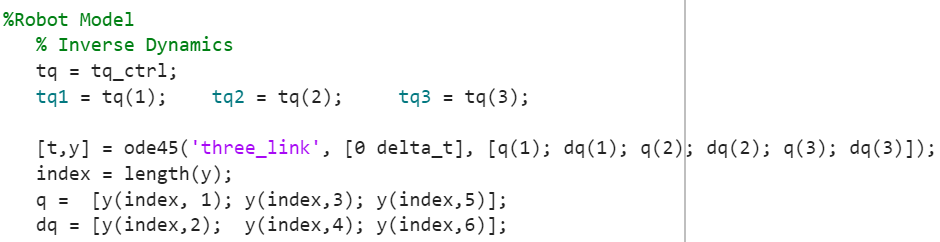 %Robot Model
% Inverse Dynamics
tq = tq_ctrl;
tq1 = tq(1);    tq2 = tq(2);     tq3 = tq(3);
[t,y] = ode45('three_link', [0 delta_t], [q(1); dq(1); q(2); dq(2); q(3); dq(3)]);
index = length(y);
q =  [y(index, 1); y(index,3); y(index,5)];
dq = [y(index,2);  y(index,4); y(index,6)];